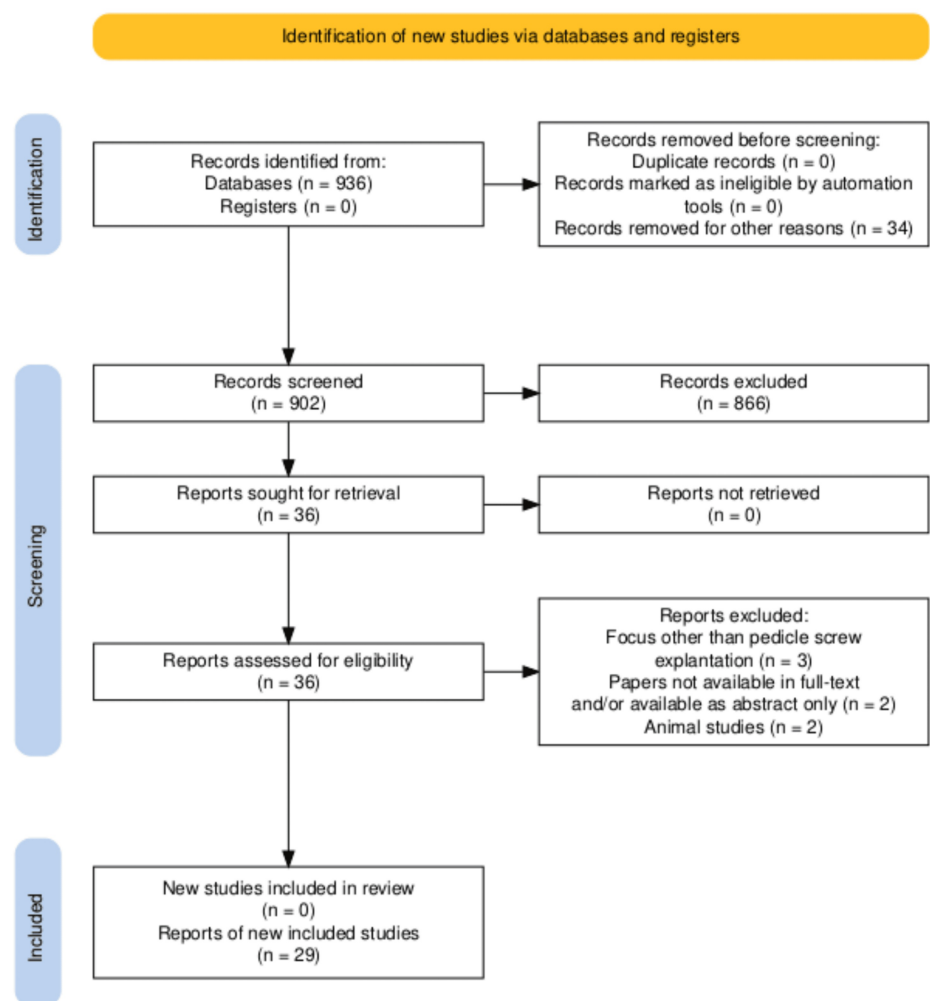 Identification of new studies via databases and registers
Identification
Records identified from:
Databases (n = 936)
Registers (n = 0)
Records removed before screening:
Duplicate records (n = 0)
Records marked as ineligible by automation
tools (n = 0)
Records removed for other reasons (n = 34)
Screening
Records screened
(n = 902)
Records excluded
(n = 866)
Reports sought for retrieval
(n = 36)
Reports not retrieved
(n = 0)
Reports assessed for eligibility
(n = 36)
Reports excluded:
Focus other than pedicle screw
explantation (n = 3)
Papers not available in full-text
and/or available as abstract only (n = 2)
Animal studies (n = 2)
Included
New studies included in review
(n = 0)
Reports of new included studies
(n = 29)